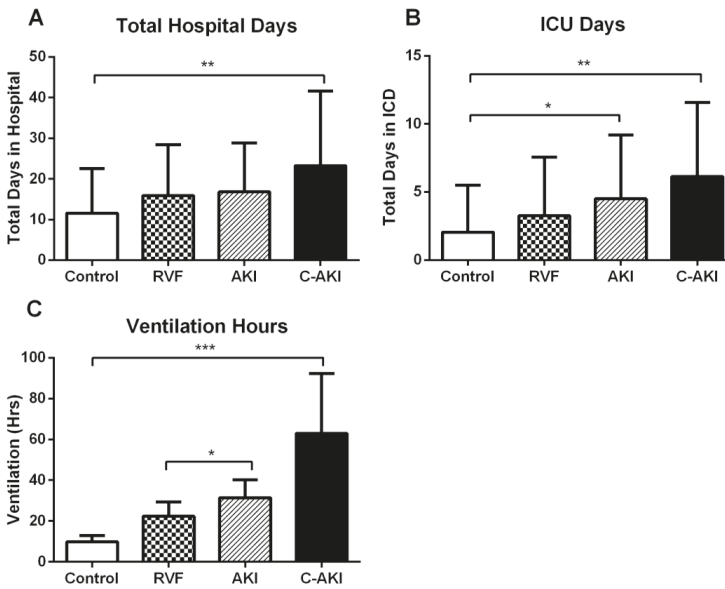 A
Total Hospital Days
Total Days in Hospital
50
40
30
20
10
0
**
Control RVF AKI C-AKI
B
ICU Days
Total Days in ICD
15
10
5
0
**
*
Control RVF AKI C-AKI
C
Ventilation Hours
Ventilation (Hrs)
100
80
60
40
20
0
***
*
Control RVF AKI C-AKI